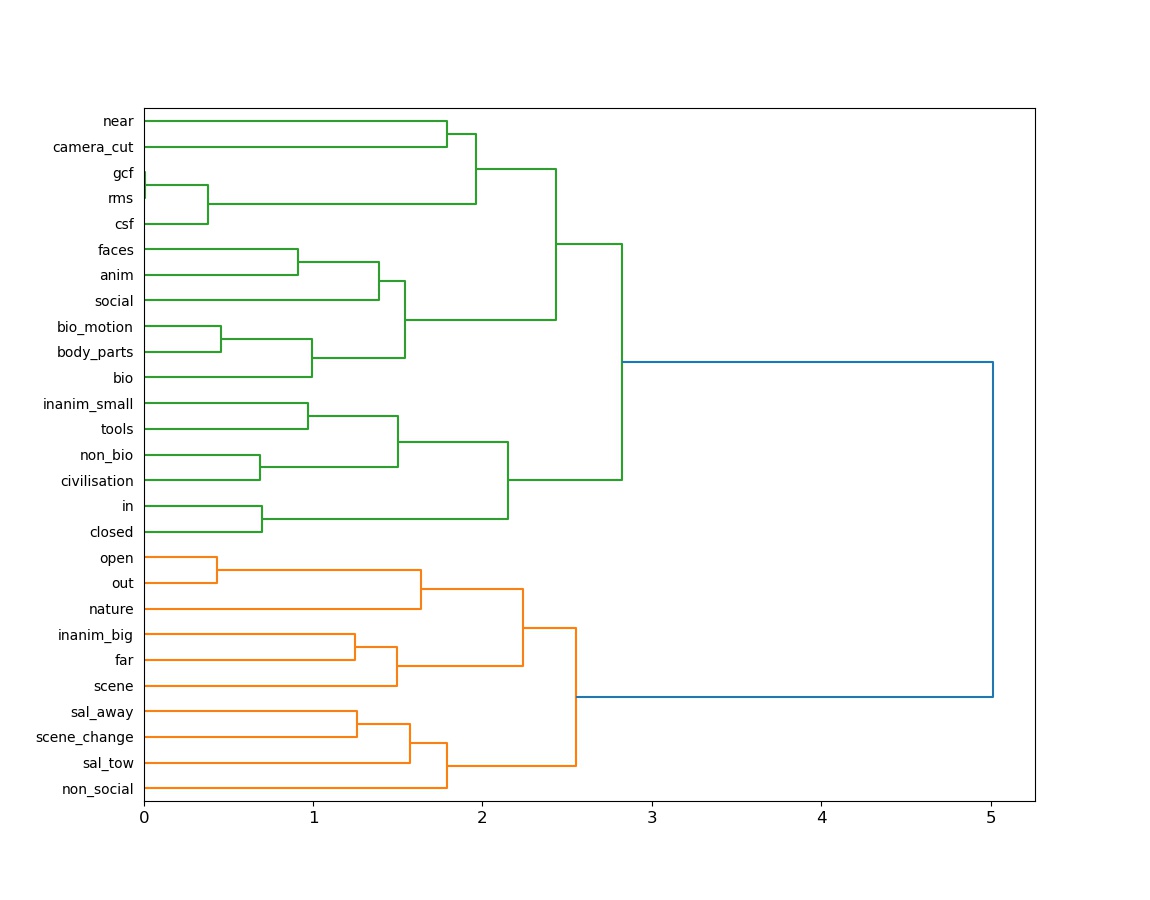 near
camera_cut
gcf
rms
csf
faces
anim
social
bio_motion
body_parts
bio
inanim_small
tools
non_bio
civilisation
in
closed
open
out
nature
inanim_big
far
scene
sal_away
scene_change
sal_tow
non_social
0 1 2 3 4 5